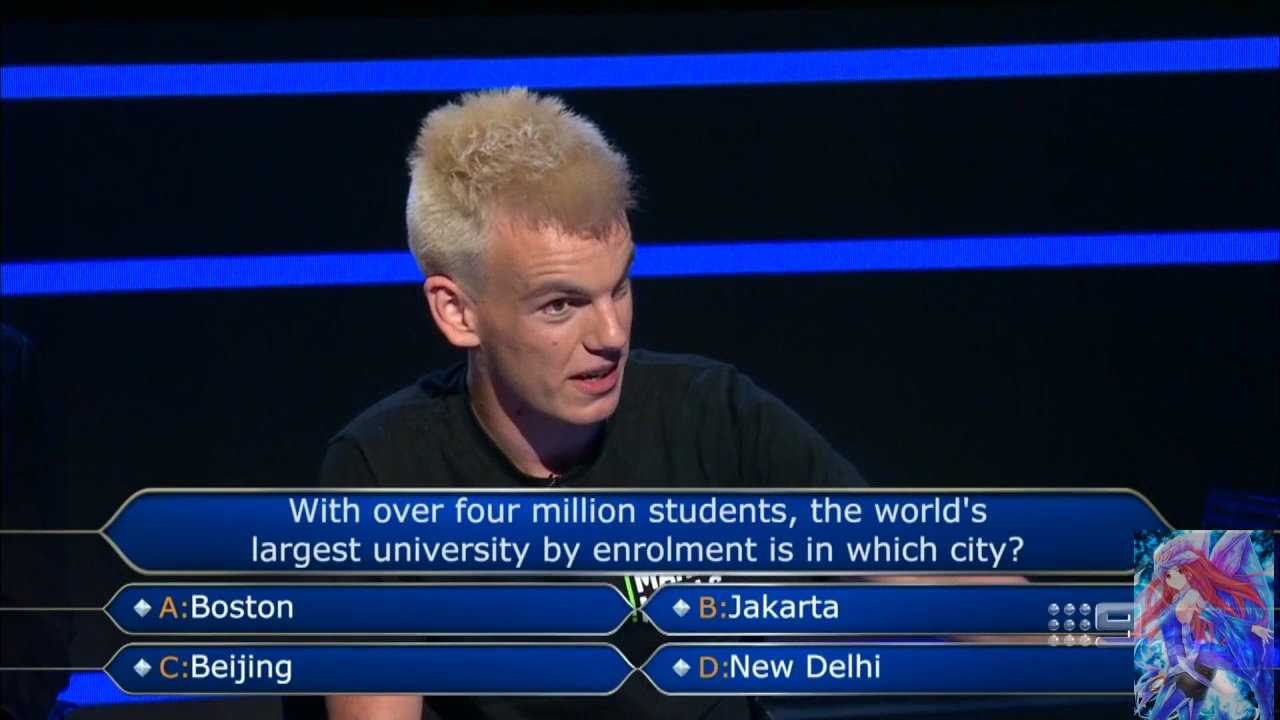 With over four million students, the world's
largest university by enrolment is in which city?
A:Boston
B:Jakarta
C:Beijing
D:New Delhi
9